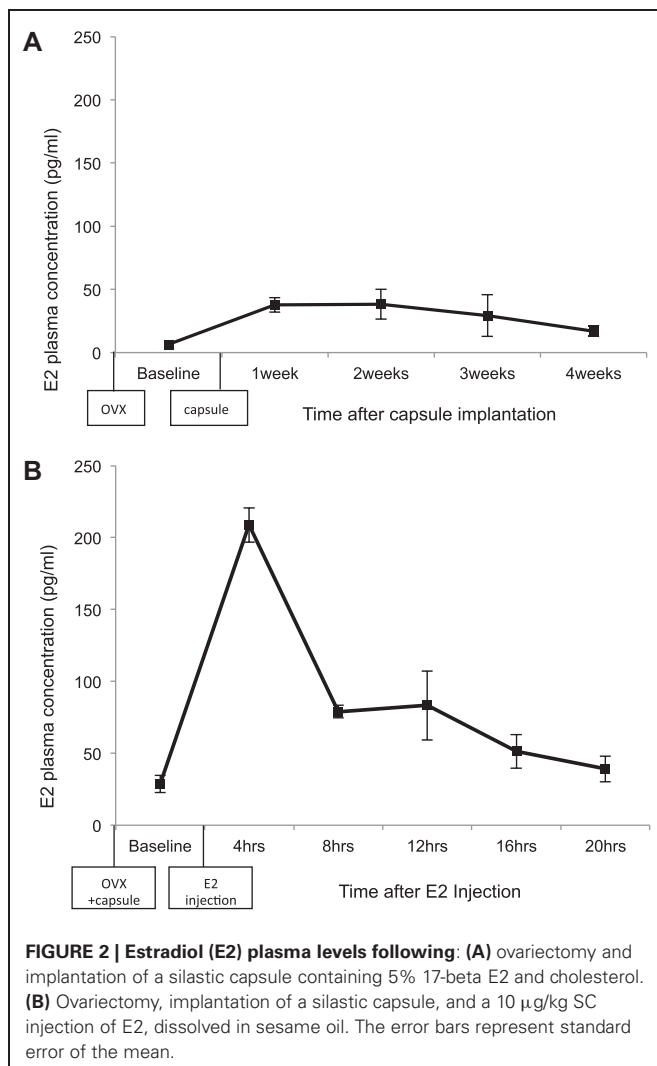 A
250
200
150
100
50
0
E2 plasma concentration (pg/ml)
Baseline 1week 2weeks 3weeks 4weeks
OVX capsule
Time after capsule implantation
B
250
200
150
100
50
0
E2 plasma concentration (pg/ml)
Baseline 4hrs 8hrs 12hrs 16hrs 20hrs
OVX +capsule
E2 injection
Time after E2 Injection
FIGURE 2 | Estradiol (E2) plasma levels following: (A) ovariectomy and
implantation of a silastic capsule containing 5% 17-beta E2 and cholesterol.
(B) Ovariectomy, implantation of a silastic capsule, and a 10 μg/kg SC
injection of E2, dissolved in sesame oil. The error bars represent standard
error of the mean.